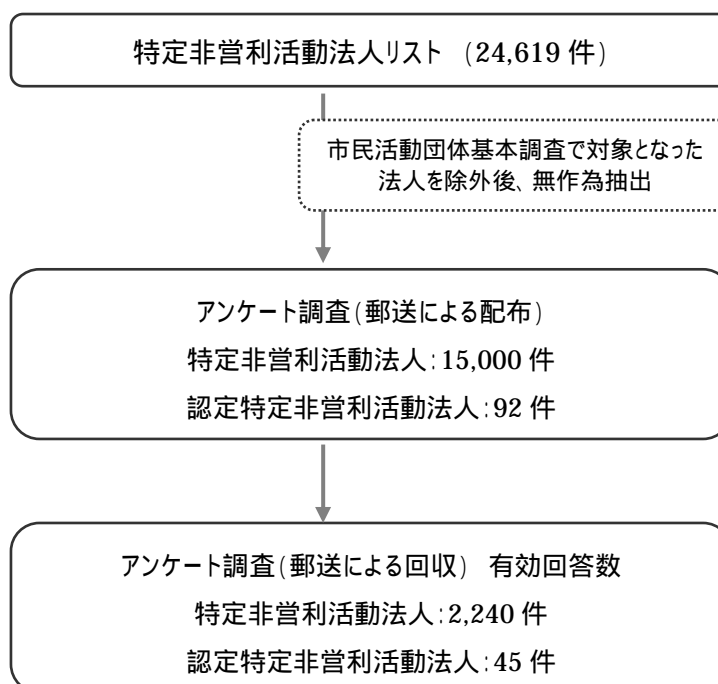 特定非営利活動法人リスト (24,619 件)
市民活動団体基本調査で対象となった
法人を除外後、無作為抽出
アンケート調査(郵送による配布)
特定非営利活動法人:15,000 件
認定特定非営利活動法人:92 件
アンケート調査(郵送による回収) 有効回答数
特定非営利活動法人:2,240 件
認定特定非営利活動法人:45 件